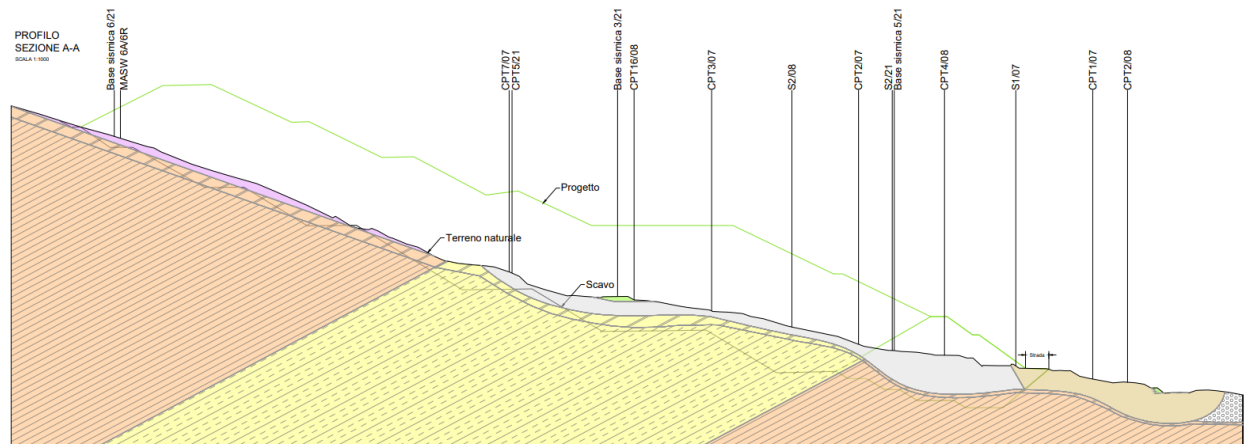 PROFILO
SEZIONE A-A
SCALA 1:1000
Base sismica 6/21
MASW 6A/6R
CPT7/07
CPT5/21
Base sismica 3/21
CPT16/08
CPT3/07
S2/08
CPT2/07
S2/21
Base sismica 5/21
CPT4/08
S1/07
CPT1/07
CPT2/08
Progetto
Terreno naturale
Scavo
Strada